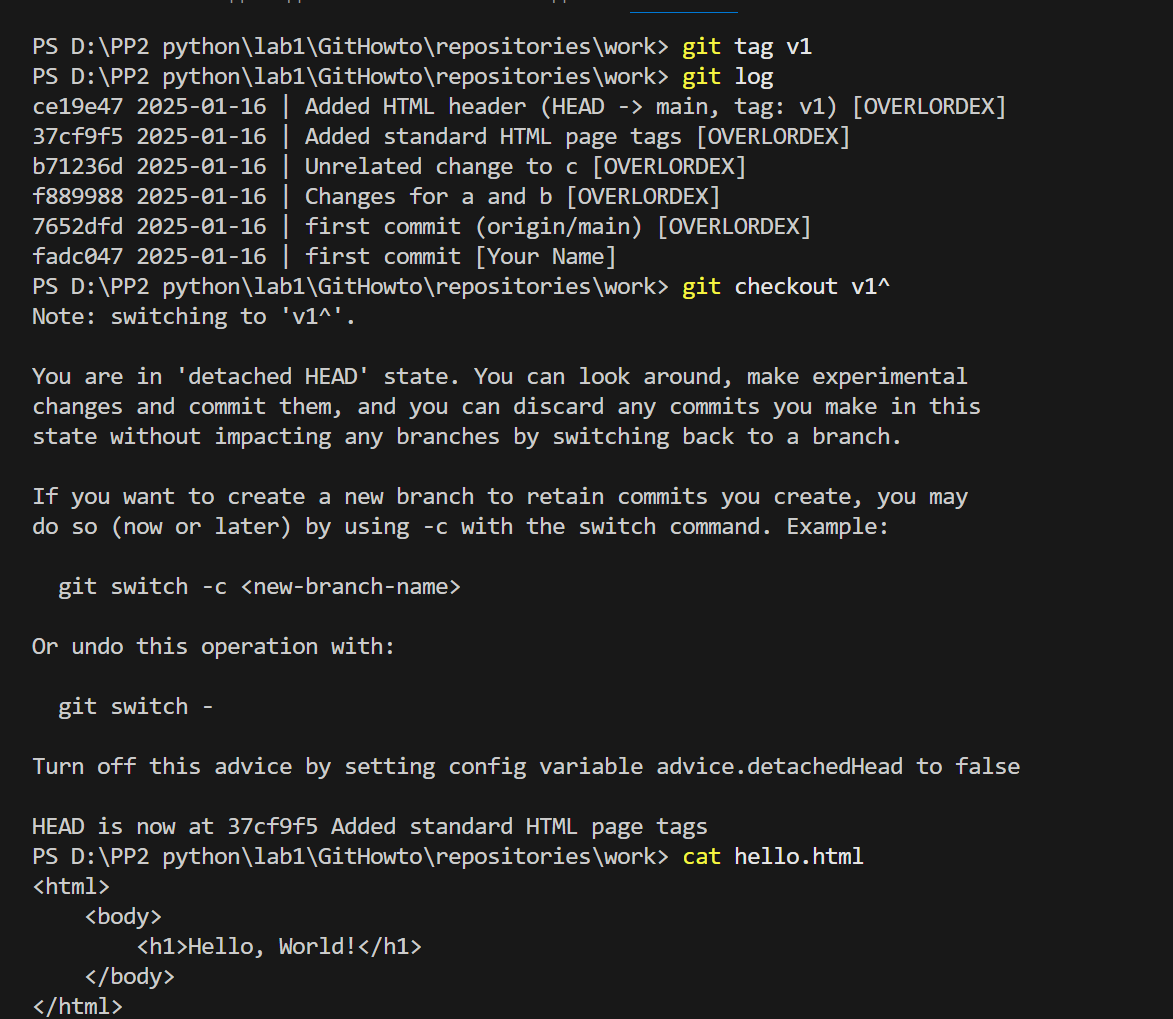 PS D:\PP2 python\lab1\GitHowto\repositories\work> git tag v1
PS D:\PP2 python\lab1\GitHowto\repositories\work> git log
ce19e47 2025-01-16 | Added HTML header (HEAD -> main, tag: v1) [OVERLORDEX]
37cf9f5 2025-01-16 | Added standard HTML page tags [OVERLORDEX]
b71236d 2025-01-16 | Unrelated change to c [OVERLORDEX]
f889988 2025-01-16 | Changes for a and b [OVERLORDEX]
7652dfd 2025-01-16 | first commit (origin/main) [OVERLORDEX]
fadc047 2025-01-16 | first commit [Your Name]
PS D:\PP2 python\lab1\GitHowto\repositories\work> git checkout v1^
Note: switching to 'v1^'.

You are in 'detached HEAD' state. You can look around, make experimental
changes and commit them, and you can discard any commits you make in this
state without impacting any branches by switching back to a branch.

If you want to create a new branch to retain commits you create, you may
do so (now or later) by using -c with the switch command. Example:

  git switch -c <new-branch-name>

Or undo this operation with:

  git switch -

Turn off this advice by setting config variable advice.detachedHead to false

HEAD is now at 37cf9f5 Added standard HTML page tags
PS D:\PP2 python\lab1\GitHowto\repositories\work> cat hello.html
<html>
    <body>
        <h1>Hello, World!</h1>
    </body>
</html>